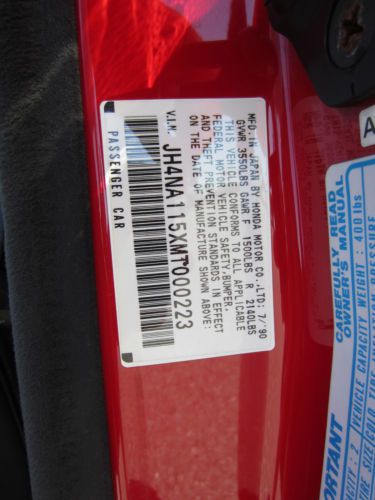 MFD.IN JAPAN BY HONDA MOTOR CO.,LTD; 7/'90
GVWR 3550LBS GAWR F 1500LBS R 2140LBS
THIS VEHICLE CONFORMS TO ALL APPLICABLE
FEDERAL MOTOR VEHICLE SAFETY,BUMPER,
AND THEFT PREVENTION STANDARDS IN EFFECT
ON THE DATE OF MANUFACTURE SHOWN ABOVE:
V.I.N. JH4NA115XMT000223
PASSENGER CAR
A
CAREFULLY READ
OWNER'S MANUAL
VEHICLE CAPACITY WEIGHT : 400 lbs